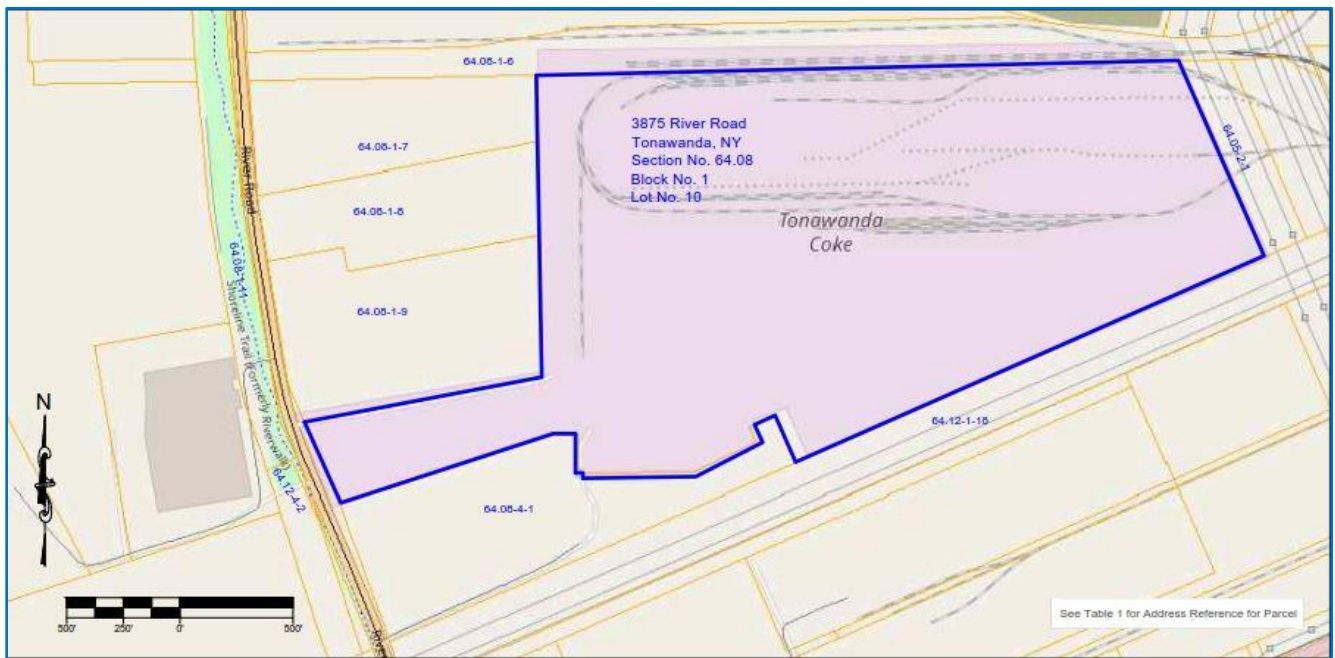 64.08-1-6
3875 River Road
Tonawanda, NY
Section No. 64.08
Block No. 1
Lot No. 10
64.05-2-1
64.08-1-7
River Road
64.08-1-8
Tonawanda
Coke
64.08-1-11
Shoreline Trail (Formerly Riverwalk)
64.08-1-9
N
64.12-1-18
64.12-4-2
64.08-4-1
500' 250' 0' 500'
See Table 1 for Address Reference for Parcel
River